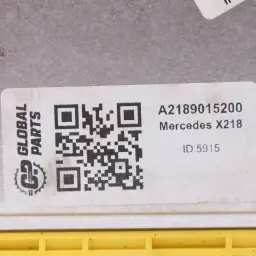 GLOBAL
PARTS
A2189015200
Mercedes X218
ID 5915